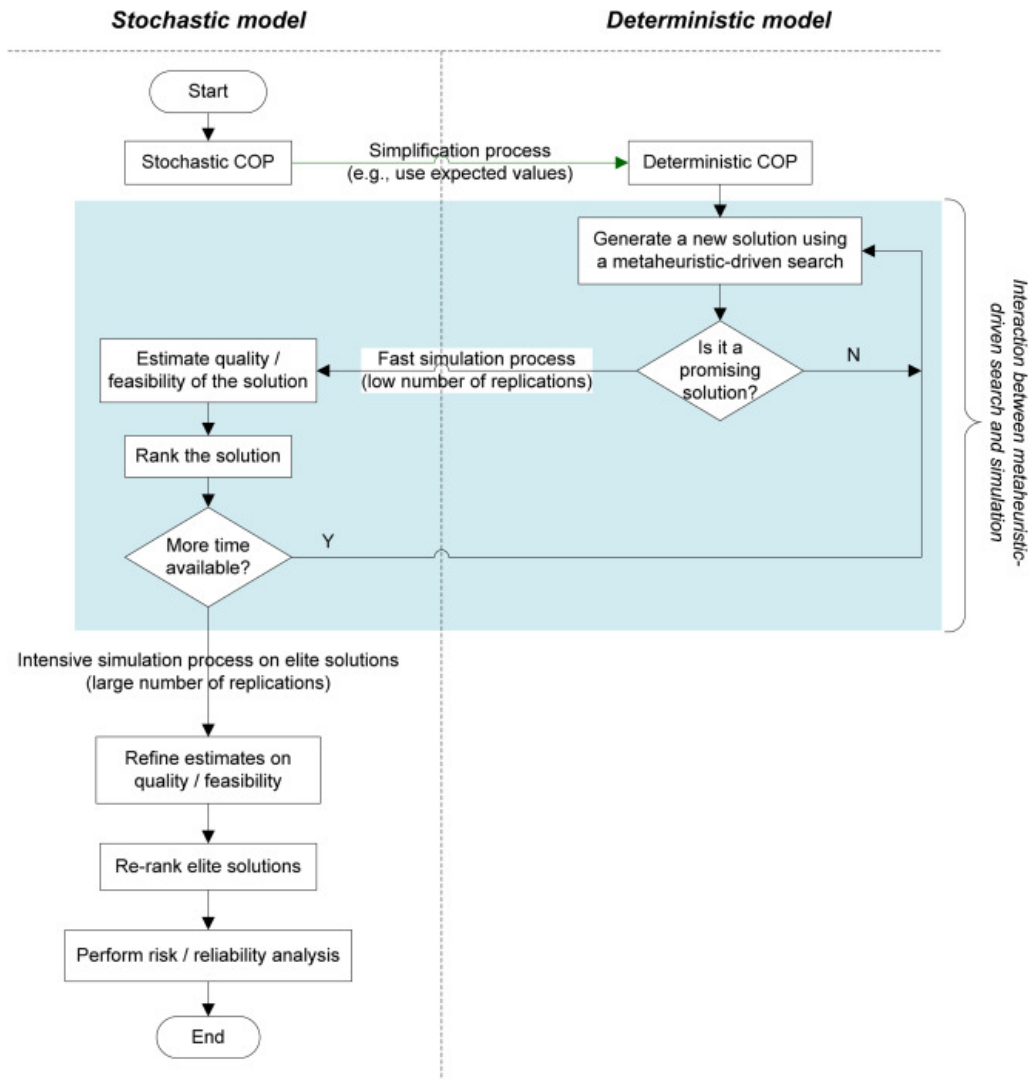 Stochastic model
Deterministic model
Start
Stochastic COP
Simplification process
(e.g., use expected values)
Deterministic COP
Generate a new solution using
a metaheuristic-driven search
Is it a
promising
solution?
N
Fast simulation process
(low number of replications)
Estimate quality /
feasibility of the solution
Rank the solution
More time
available?
Y
Interaction between metaheuristic-
driven search and simulation
Intensive simulation process on elite solutions
(large number of replications)
Refine estimates on
quality / feasibility
Re-rank elite solutions
Perform risk / reliability analysis
End